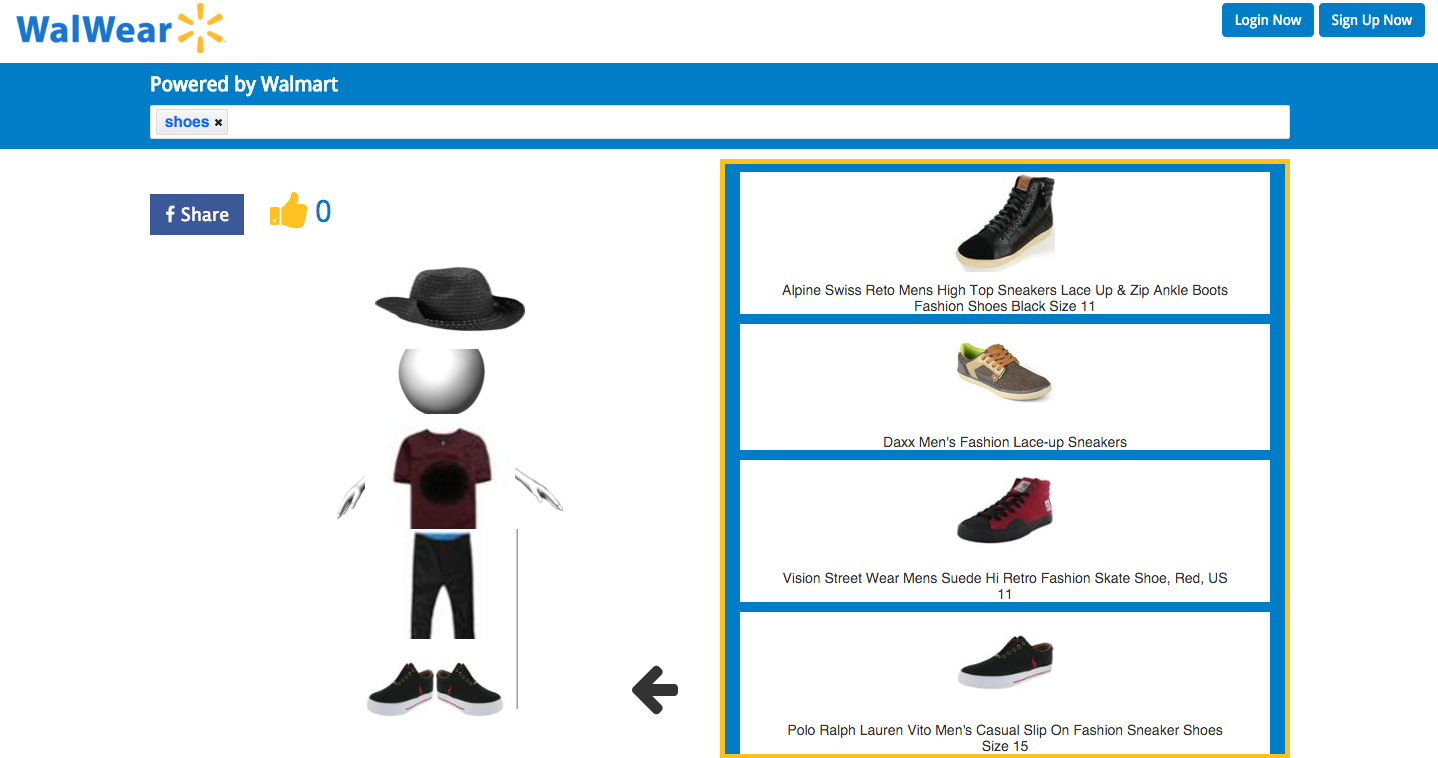 WalWear
Login Now
Sign Up Now
Powered by Walmart
shoes ×
f Share
0
Alpine Swiss Reto Mens High Top Sneakers Lace Up & Zip Ankle Boots
Fashion Shoes Black Size 11
Daxx Men's Fashion Lace-up Sneakers
Vision Street Wear Mens Suede Hi Retro Fashion Skate Shoe, Red, US
11
Polo Ralph Lauren Vito Men's Casual Slip On Fashion Sneaker Shoes
Size 15